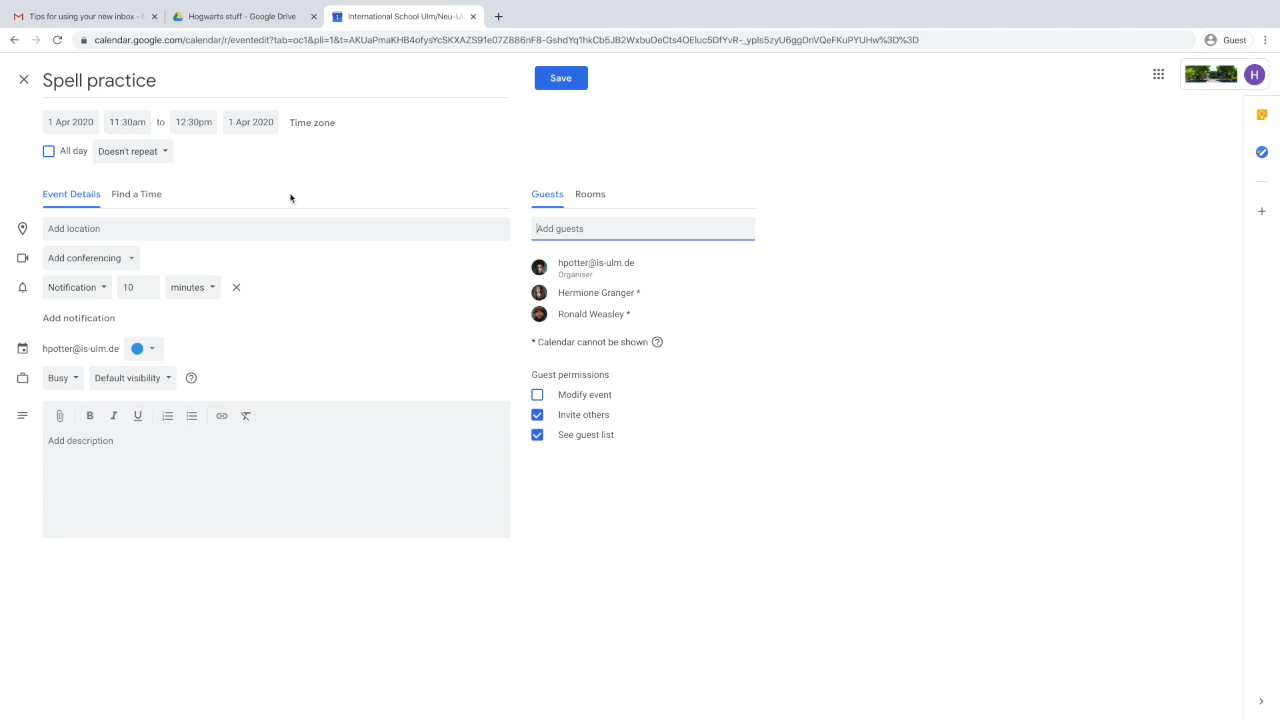 Tips for using your new inbox -
Hogwarts stuff - Google Drive
International School Ulm/Neu-Ul
calendar.google.com/calendar/r/eventedit?tab=oc1&pli=1&t=AKUaPmaKHB4ofysYcSKXAZS91e07Z886nF8-GshdYq1hkCb5JB2WxbuOeCts4OEluc5DfYvR-_ypIs5zyU6ggDnVQeFKuPYUHw%3D%3D
Guest
Spell practice
Save
H
1 Apr 2020 11:30am to 12:30pm 1 Apr 2020 Time zone
All day Doesn't repeat
Event Details Find a Time
Guests Rooms
Add location
Add guests
Add conferencing
hpotter@is-ulm.de
Organiser
Notification 10 minutes
Hermione Granger *
Ronald Weasley *
Add notification
* Calendar cannot be shown
hpotter@is-ulm.de
Busy Default visibility
Guest permissions
Modify event
Invite others
See guest list
B I U
Add description